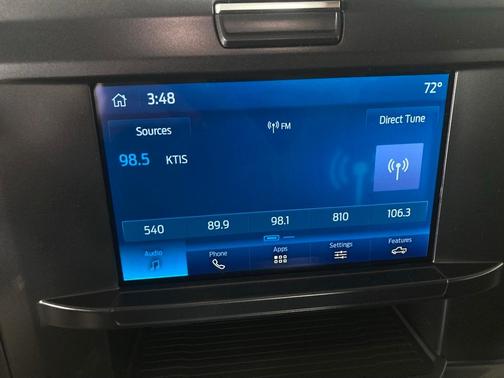 3:48
72°
Sources
FM
Direct Tune
98.5 KTIS
540 89.9 98.1 810 106.3
Audio Phone Apps Settings Features